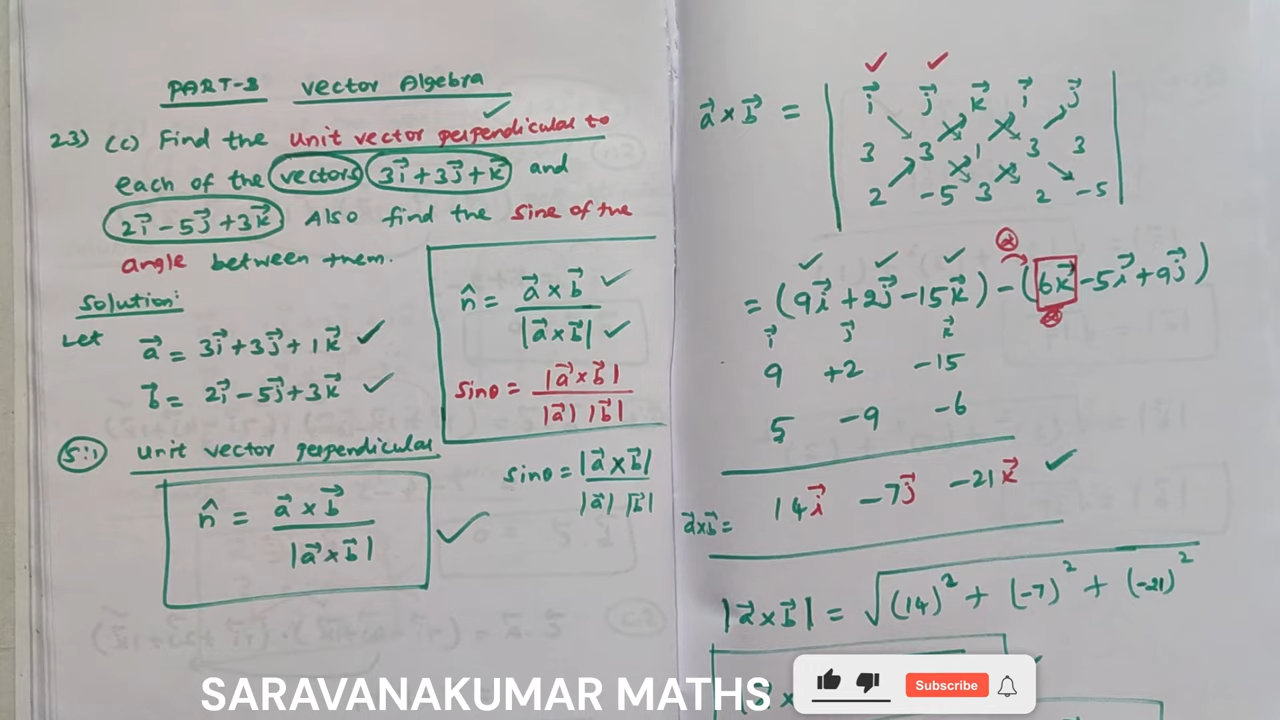 PART-B Vector Algebra
23) (c) Find the unit vector perpendicular to
each of the vectors 3i⃗+3j⃗+k⃗ and
2i⃗-5j⃗+3k⃗ Also find the sine of the
angle between them.
Solution:
Let a⃗ = 3i⃗+3j⃗+1k⃗ ✓
b⃗ = 2i⃗-5j⃗+3k⃗ ✓
n̂ = a⃗×b⃗ / |a⃗×b⃗| ✓
sinθ = |a⃗×b⃗| / |a⃗| |b⃗|
S:1 unit vector perpendicular
n̂ = a⃗×b⃗ / |a⃗×b⃗| ✓
sinθ = |a⃗×b⃗| / |a⃗| |b⃗|
a⃗×b⃗ = | i⃗ j⃗ k⃗ i⃗ j⃗ |
3 3 1 3 3
2 -5 3 2 -5
= (9i⃗+2j⃗-15k⃗) - (6k⃗-5i⃗+9j⃗)
i⃗ j⃗ k⃗
9 +2 -15
5 -9 -6
a⃗×b⃗ = 14i⃗ -7j⃗ -21k⃗ ✓
|a⃗×b⃗| = √(14)² + (-7)² + (-21)²
SARAVANAKUMAR MATHS
Subscribe